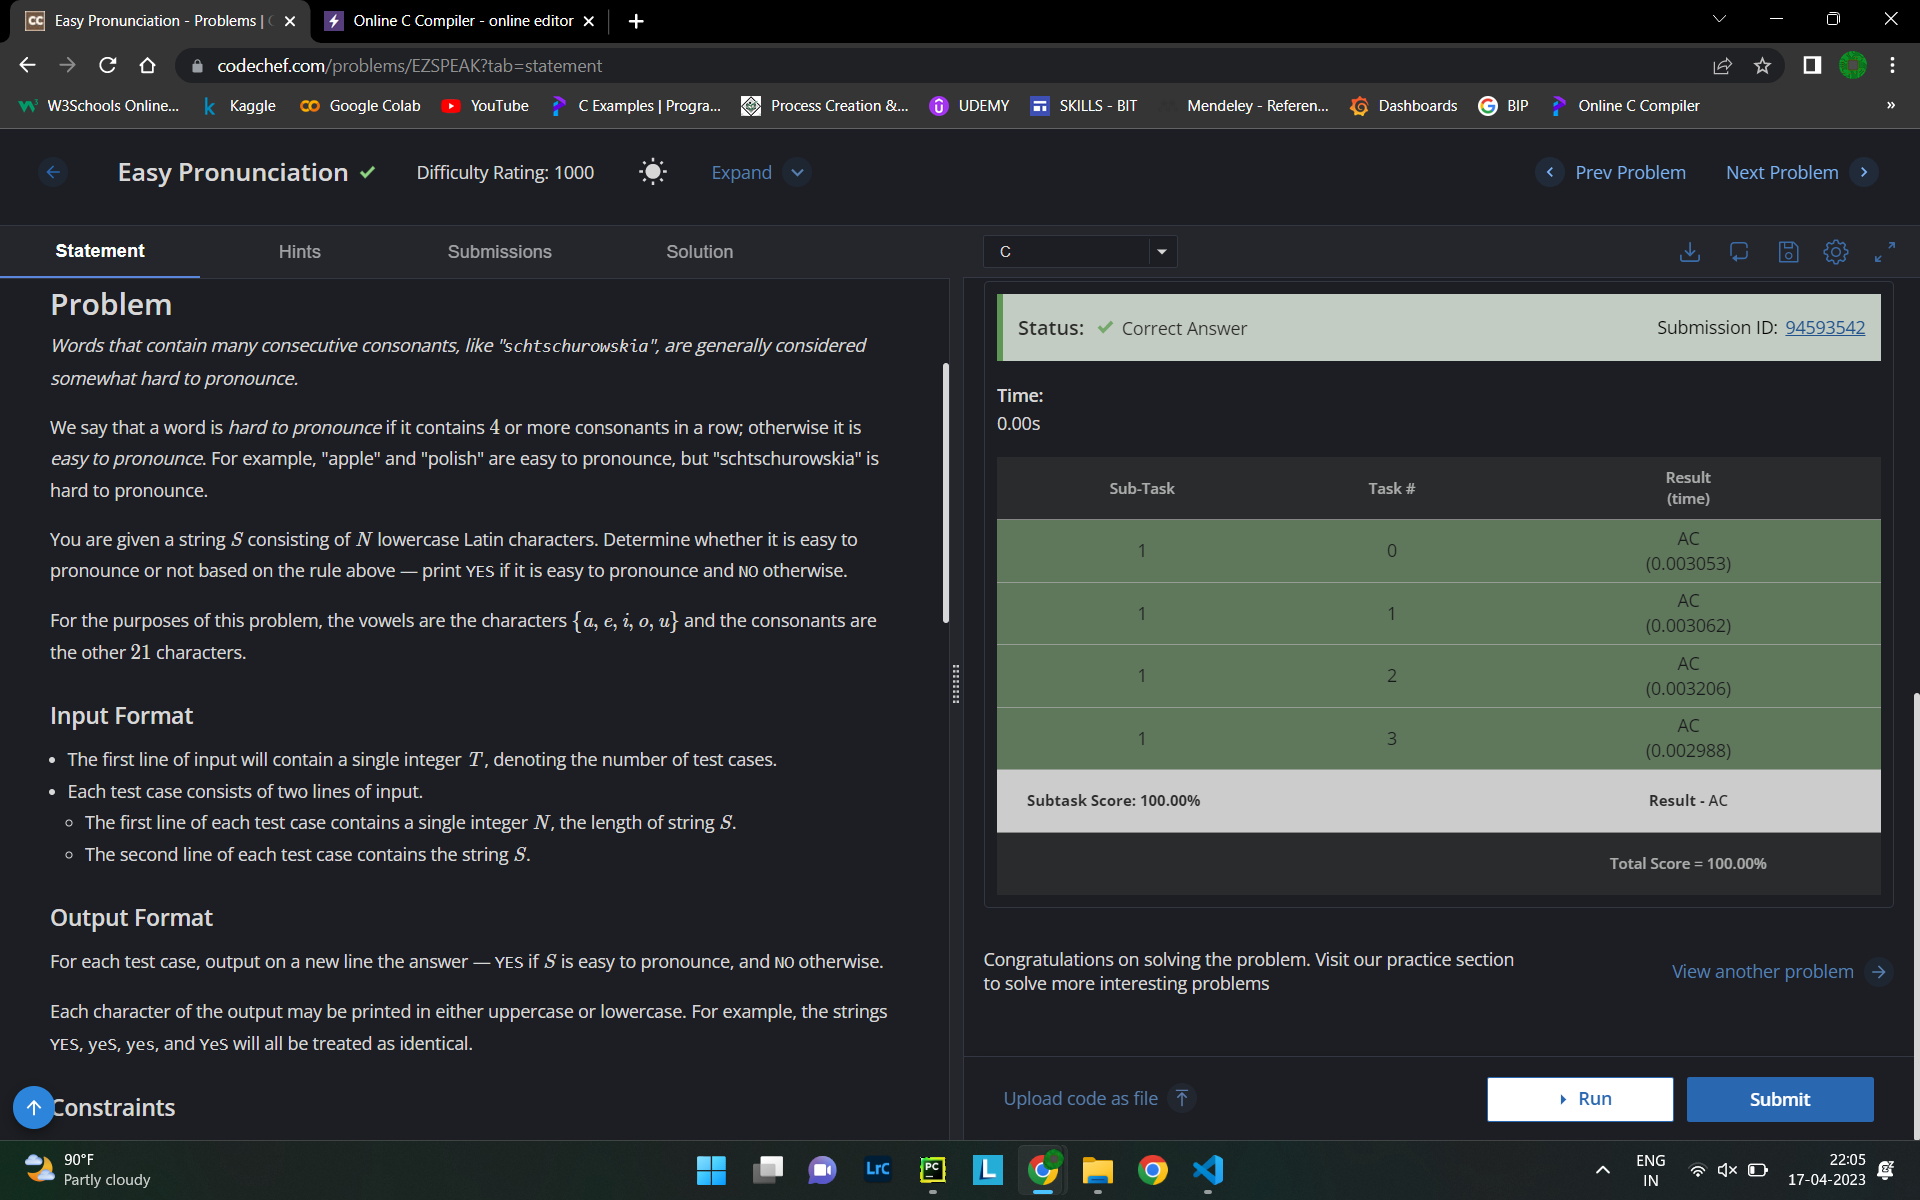 Easy Pronunciation - Problems |
Online C Compiler - online editor
codechef.com/problems/EZSPEAK?tab=statement
W3Schools Online...
Kaggle
Google Colab
YouTube
C Examples | Progra...
Process Creation &...
UDEMY
SKILLS - BIT
Mendeley - Referen...
Dashboards
BIP
Online C Compiler
»
Easy Pronunciation
Difficulty Rating: 1000
Expand
Prev Problem
Next Problem
Statement
Hints
Submissions
Solution
Problem
Words that contain many consecutive consonants, like "schtschurowskia", are generally considered
somewhat hard to pronounce.
We say that a word is hard to pronounce if it contains 4 or more consonants in a row; otherwise it is
easy to pronounce. For example, "apple" and "polish" are easy to pronounce, but "schtschurowskia" is
hard to pronounce.
You are given a string S consisting of N lowercase Latin characters. Determine whether it is easy to
pronounce or not based on the rule above — print YES if it is easy to pronounce and NO otherwise.
For the purposes of this problem, the vowels are the characters {a, e, i, o, u} and the consonants are
the other 21 characters.
Input Format
• The first line of input will contain a single integer T, denoting the number of test cases.
• Each test case consists of two lines of input.
◦ The first line of each test case contains a single integer N, the length of string S.
◦ The second line of each test case contains the string S.
Output Format
For each test case, output on a new line the answer — YES if S is easy to pronounce, and NO otherwise.
Each character of the output may be printed in either uppercase or lowercase. For example, the strings
YES, yeS, yes, and YeS will all be treated as identical.
Constraints
C
Status: Correct Answer
Submission ID: 94593542
Time:
0.00s
Sub-Task Task # Result
(time)
1 0 AC
(0.003053)
1 1 AC
(0.003062)
1 2 AC
(0.003206)
1 3 AC
(0.002988)
Subtask Score: 100.00% Result - AC
Total Score = 100.00%
Congratulations on solving the problem. Visit our practice section
to solve more interesting problems
View another problem
Upload code as file
Run
Submit
90°F
Partly cloudy
LrC
PC
L
ENG
IN
22:05
17-04-2023